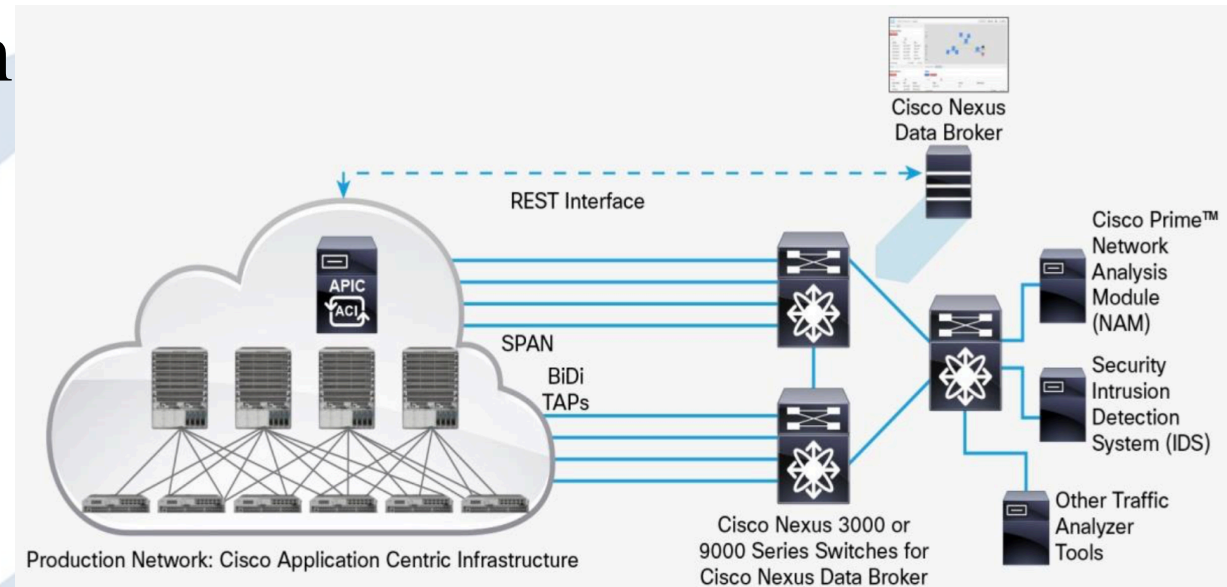 n
Cisco Nexus
Data Broker
REST Interface
APIC
ACI
SPAN
BiDi
TAPs
Cisco Prime™
Network
Analysis
Module
(NAM)
Security
Intrusion
Detection
System (IDS)
Other Traffic
Analyzer
Tools
Cisco Nexus 3000 or
9000 Series Switches for
Cisco Nexus Data Broker
Production Network: Cisco Application Centric Infrastructure